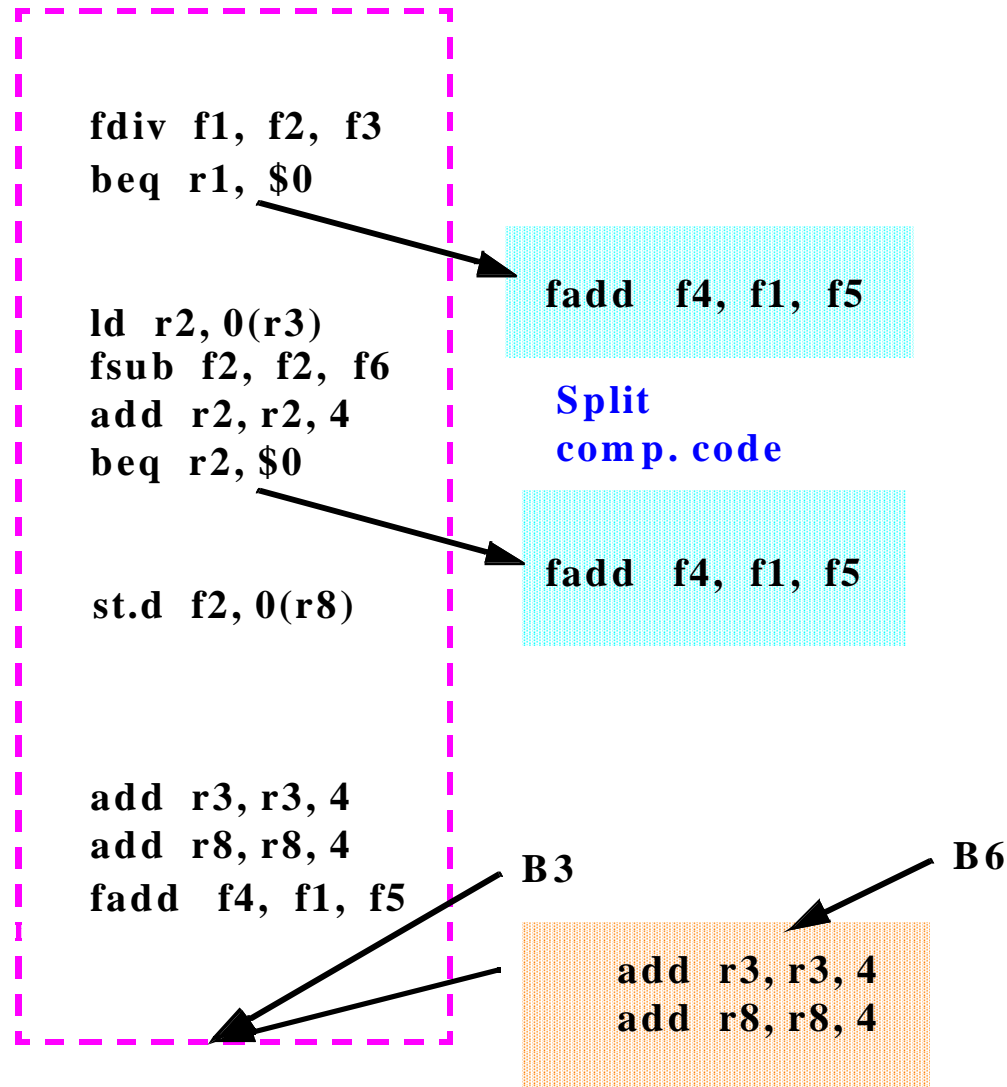 fdiv f1, f2, f3
beq r1, $0
fadd f4, f1, f5
ld r2, 0(r3)
fsub f2, f2, f6
add r2, r2, 4
beq r2, $0
Split
comp. code
fadd f4, f1, f5
st.d f2, 0(r8)
add r3, r3, 4
add r8, r8, 4
fadd f4, f1, f5
B3
B6
add r3, r3, 4
add r8, r8, 4